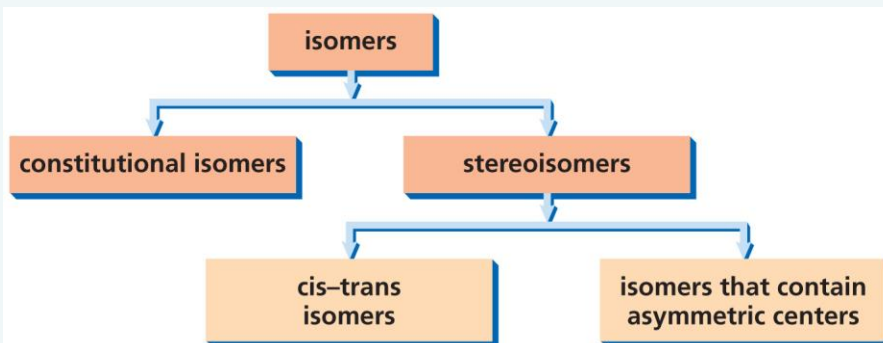 isomers
constitutional isomers
stereoisomers
cis–trans
isomers
isomers that contain
asymmetric centers